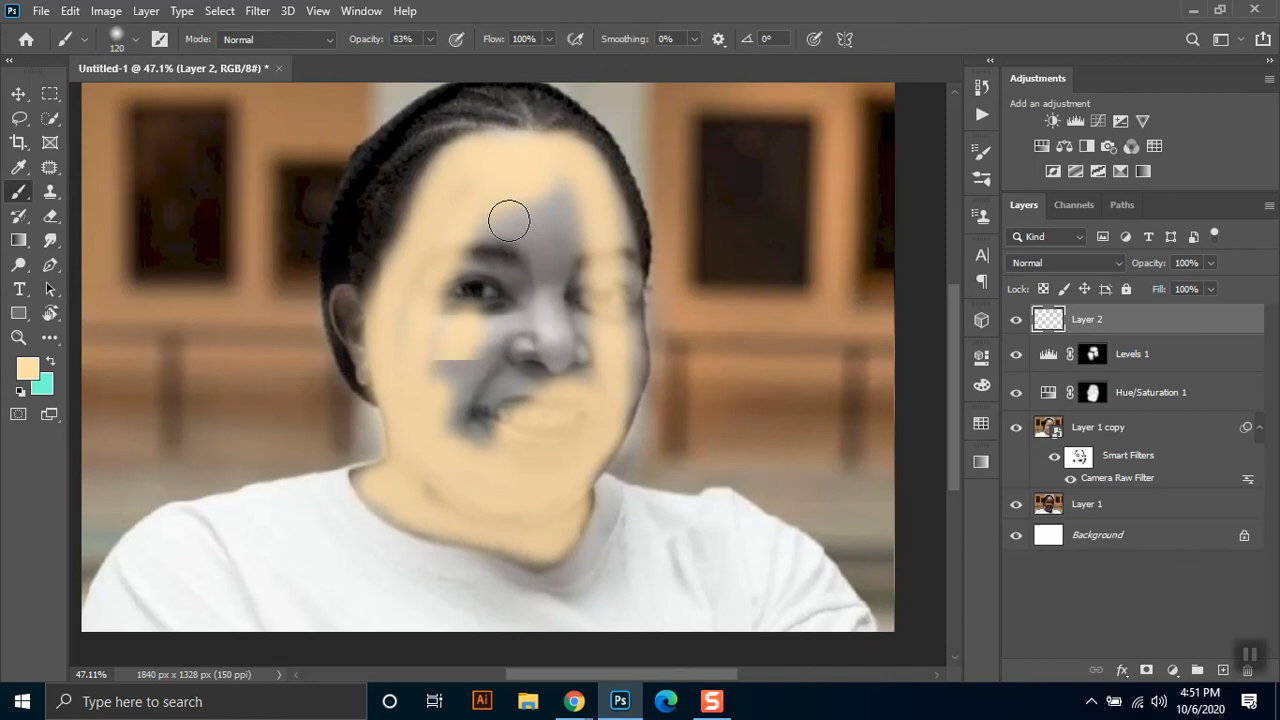 Ps File Edit Image Layer Type Select Filter 3D View Window Help
120 Mode: Normal Opacity: 83% Flow: 100% Smoothing: 0% 0°
Untitled-1 @ 47.1% (Layer 2, RGB/8#) * ×
Adjustments
Add an adjustment
Layers Channels Paths
Kind
Normal Opacity: 100%
Lock: Fill: 100%
Layer 2
Levels 1
Hue/Saturation 1
Layer 1 copy
Smart Filters
Camera Raw Filter
Layer 1
Background
47.11% 1840 px x 1328 px (150 ppi)
fx
Type here to search
Ai
Ps
S
4:51 PM
10/6/2020